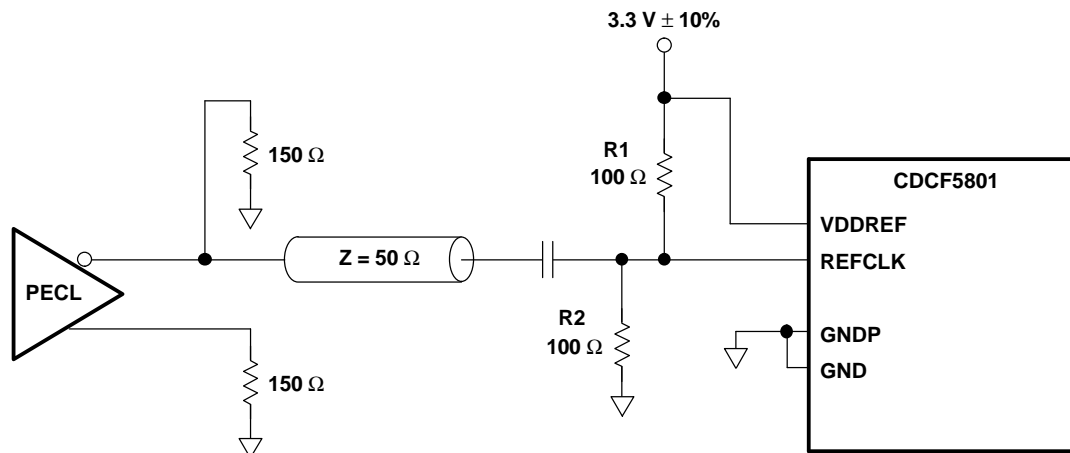 3.3 V ± 10%
150 Ω
R1
100 Ω
CDCF5801
VDDREF
REFCLK
Z = 50 Ω
PECL
R2
100 Ω
GNDP
GND
150 Ω